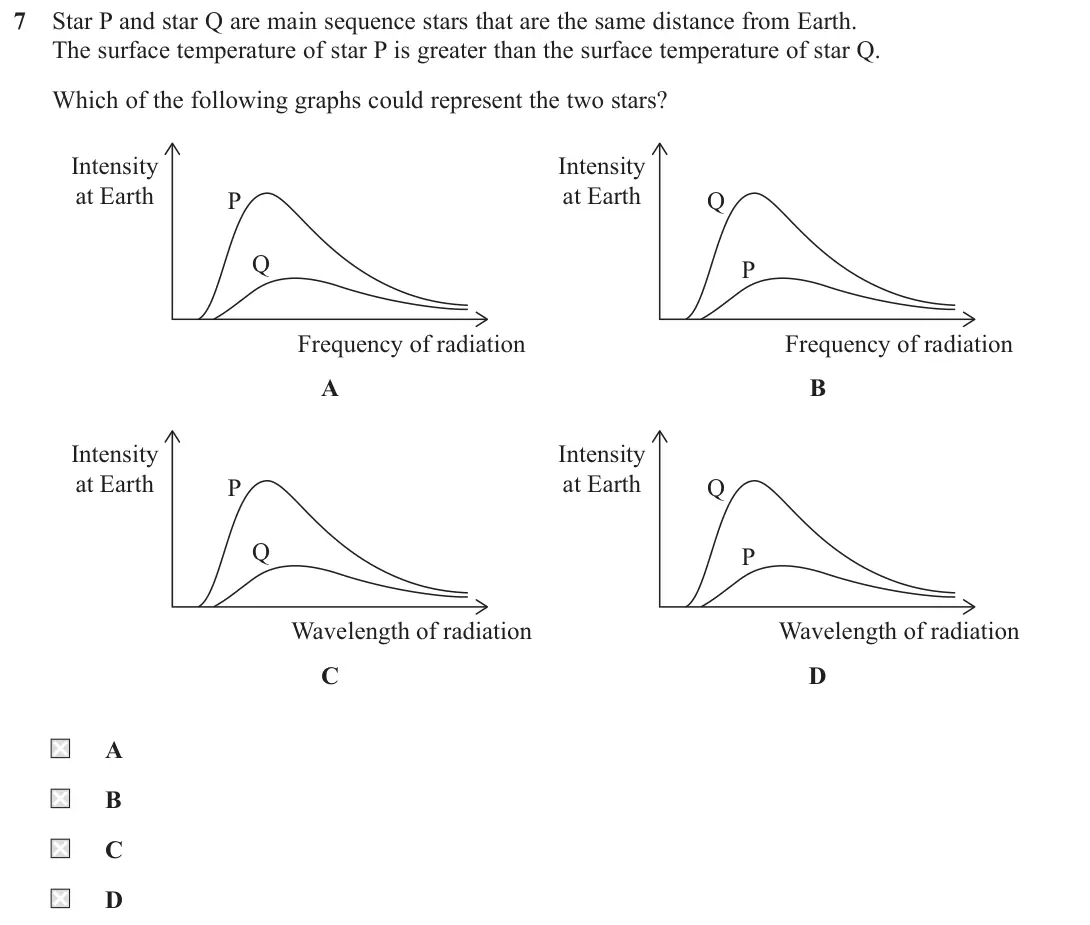 7 Star P and star Q are main sequence stars that are the same distance from Earth.
The surface temperature of star P is greater than the surface temperature of star Q.
Which of the following graphs could represent the two stars?
Intensity
at Earth
P
Q
Frequency of radiation
A
Intensity
at Earth
Q
P
Frequency of radiation
B
Intensity
at Earth
P
Q
Wavelength of radiation
C
Intensity
at Earth
Q
P
Wavelength of radiation
D
A
B
C
D